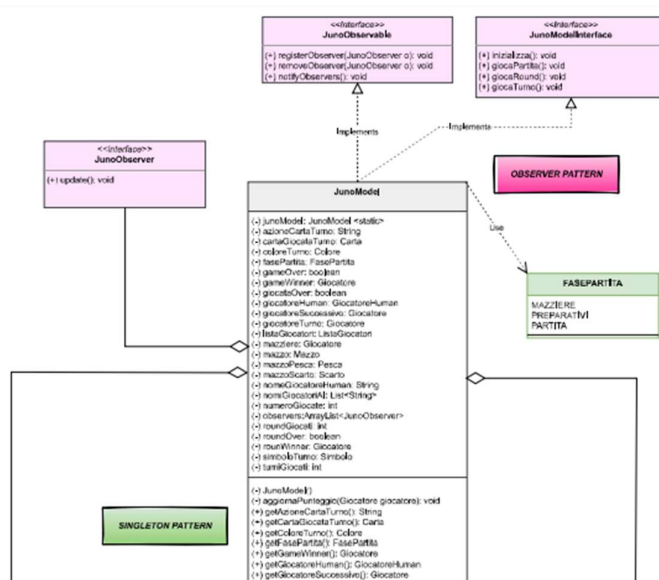 <<Interface>>
JunoObservable
(+) registerObserver(JunoObserver o): void
(+) removeObserver(JunoObserver o): void
(+) notifyObservers(): void
<<Interface>>
JunoModelInterface
(+) inizializza(): void
(+) giocaPartita(): void
(+) giocaRound(): void
(+) giocaTurno(): void
Implements
Implements
<<Interface>>
JunoObserver
(+) update(): void
OBSERVER PATTERN
JunoModel
Use
(-) junoModel: JunoModel <static>
(-) azioneCartaTurno: String
(-) cartaGiocataTurno: Carta
(-) coloreTurno: Colore
(-) fasePartita: FasePartita
(-) gameOver: boolean
(-) gameWinner: Giocatore
(-) giocataOver: boolean
(-) giocatoreHuman: GiocatoreHuman
(-) giocatoreSuccessivo: Giocatore
(-) giocatoreTurno: Giocatore
(-) listaGiocatori: ListaGiocatori
(-) mazziere: Giocatore
(-) mazzo: Mazzo
(-) mazzoPesca: Pesca
(-) mazzoScarto: Scarto
(-) nomeGiocatoreHuman: String
(-) nomiGiocatoriAI: List<String>
(-) numeroGiocate: int
(-) observers:ArrayList<JunoObserver>
(-) roundGiocati: int
(-) roundOver: boolean
(-) rounWinner: Giocatore
(-) simboloTurno: Simbolo
(-) turniGiocati: int
FASEPARTITA
MAZZIERE
PREPARATIVI
PARTITA
(-) JunoModel()
(-) aggiornaPunteggio(Giocatore giocatore): void
(+) getAzioneCartaTurno(): String
(+) getCartaGiocataTurno(): Carta
(+) getColoreTurno(): Colore
(+) getFasePartita(): FasePartita
(+) getGameWinner(): Giocatore
(+) getGiocatoreHuman(): GiocatoreHuman
(+) getGiocatoreSuccessivo(): Giocatore
SINGLETON PATTERN